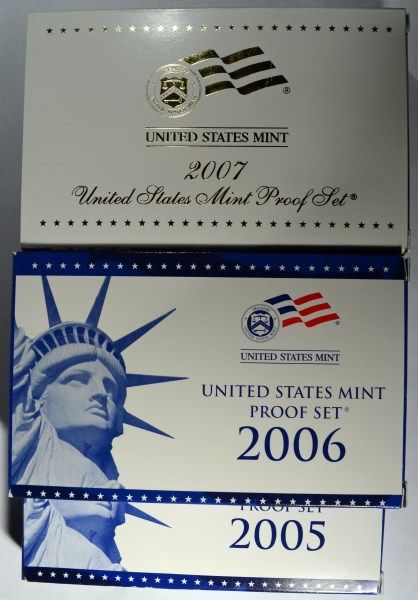 UNITED STATES MINT
2007
United States Mint Proof Set®
UNITED STATES MINT
UNITED STATES MINT
PROOF SET®
2006
PROOF SET
2005